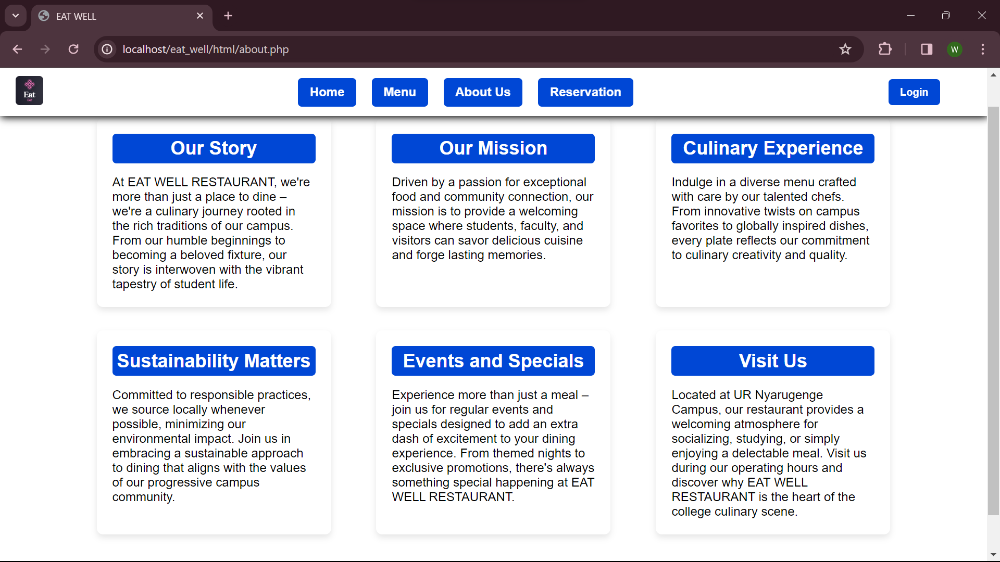 EAT WELL
localhost/eat_well/html/about.php
W
Eat
Home
Menu
About Us
Reservation
Login
Our Story
At EAT WELL RESTAURANT, we're
more than just a place to dine –
we're a culinary journey rooted in
the rich traditions of our campus.
From our humble beginnings to
becoming a beloved fixture, our
story is interwoven with the vibrant
tapestry of student life.
Our Mission
Driven by a passion for exceptional
food and community connection, our
mission is to provide a welcoming
space where students, faculty, and
visitors can savor delicious cuisine
and forge lasting memories.
Culinary Experience
Indulge in a diverse menu crafted
with care by our talented chefs.
From innovative twists on campus
favorites to globally inspired dishes,
every plate reflects our commitment
to culinary creativity and quality.
Sustainability Matters
Committed to responsible practices,
we source locally whenever
possible, minimizing our
environmental impact. Join us in
embracing a sustainable approach
to dining that aligns with the values
of our progressive campus
community.
Events and Specials
Experience more than just a meal –
join us for regular events and
specials designed to add an extra
dash of excitement to your dining
experience. From themed nights to
exclusive promotions, there's always
something special happening at EAT
WELL RESTAURANT.
Visit Us
Located at UR Nyarugenge
Campus, our restaurant provides a
welcoming atmosphere for
socializing, studying, or simply
enjoying a delectable meal. Visit us
during our operating hours and
discover why EAT WELL
RESTAURANT is the heart of the
college culinary scene.